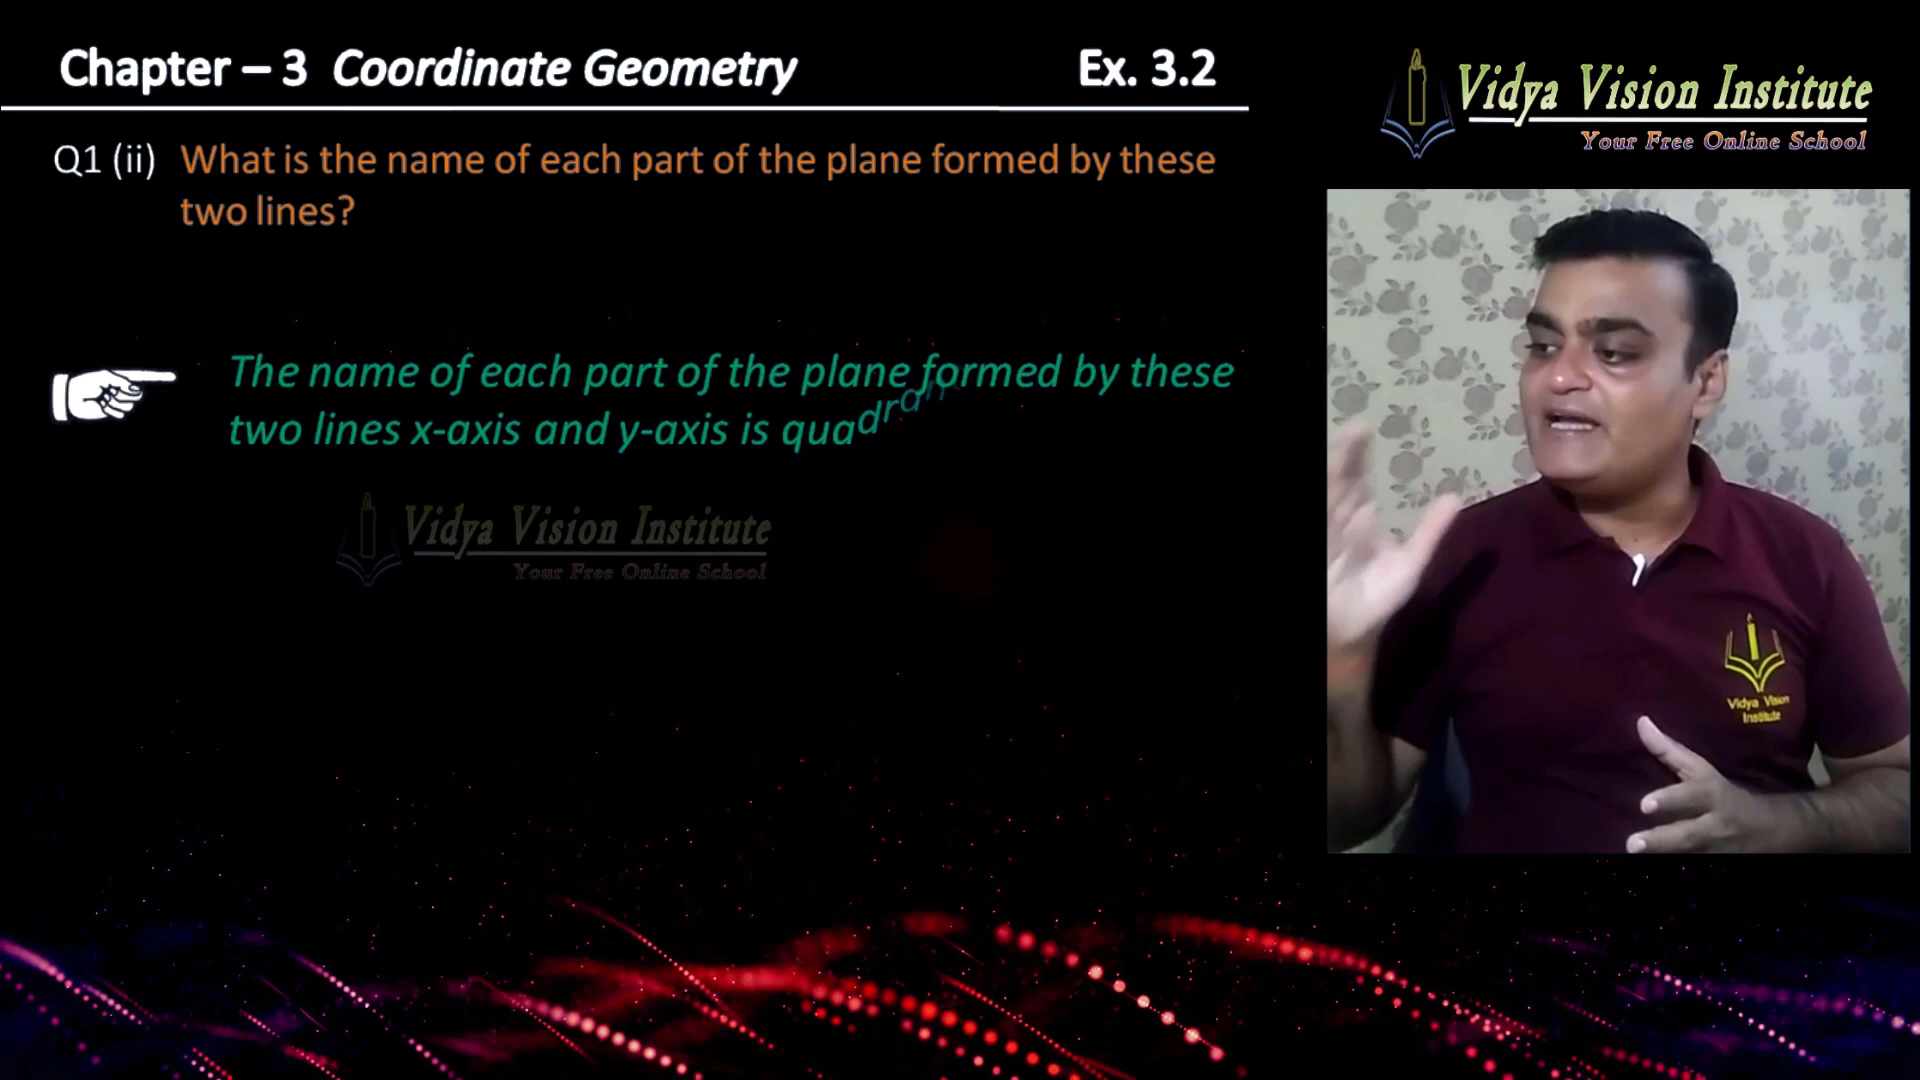 Chapter – 3 Coordinate Geometry Ex. 3.2
Vidya Vision Institute
Your Free Online School
Q1 (ii) What is the name of each part of the plane formed by these
two lines?
The name of each part of the plane formed by these
two lines x-axis and y-axis is quadran
Vidya Vision Institute
Your Free Online School
Vidya Vision
Institute